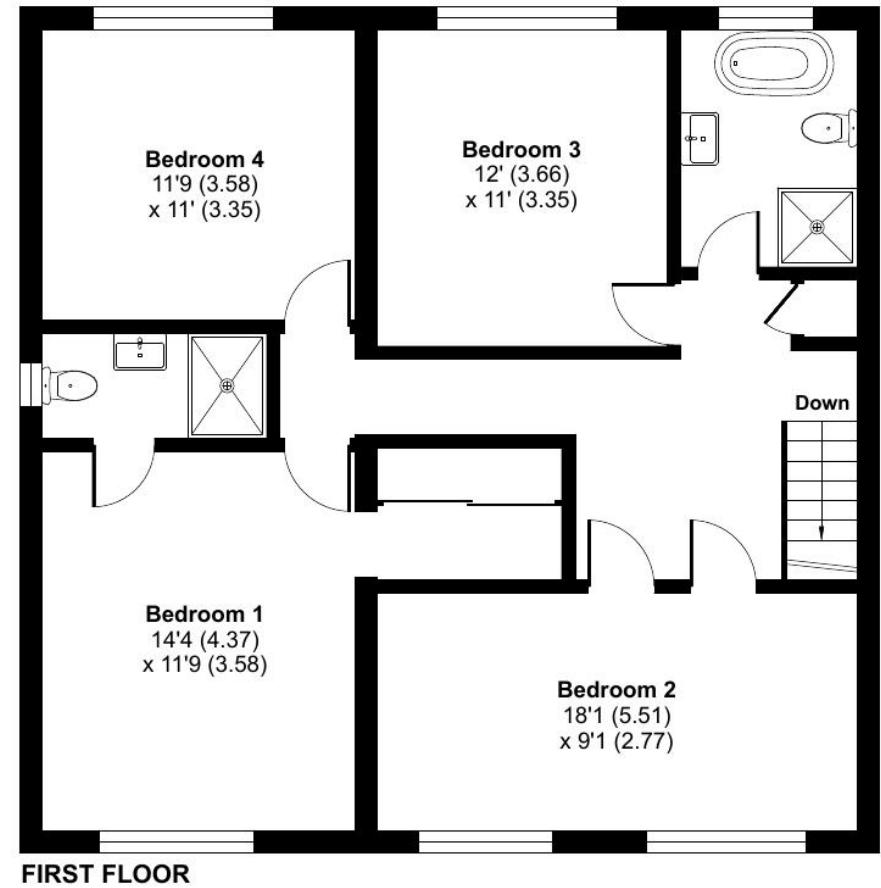 Bedroom 4
11'9 (3.58)
x 11' (3.35)
Bedroom 3
12' (3.66)
x 11' (3.35)
Down
Bedroom 1
14'4 (4.37)
x 11'9 (3.58)
Bedroom 2
18'1 (5.51)
x 9'1 (2.77)
FIRST FLOOR